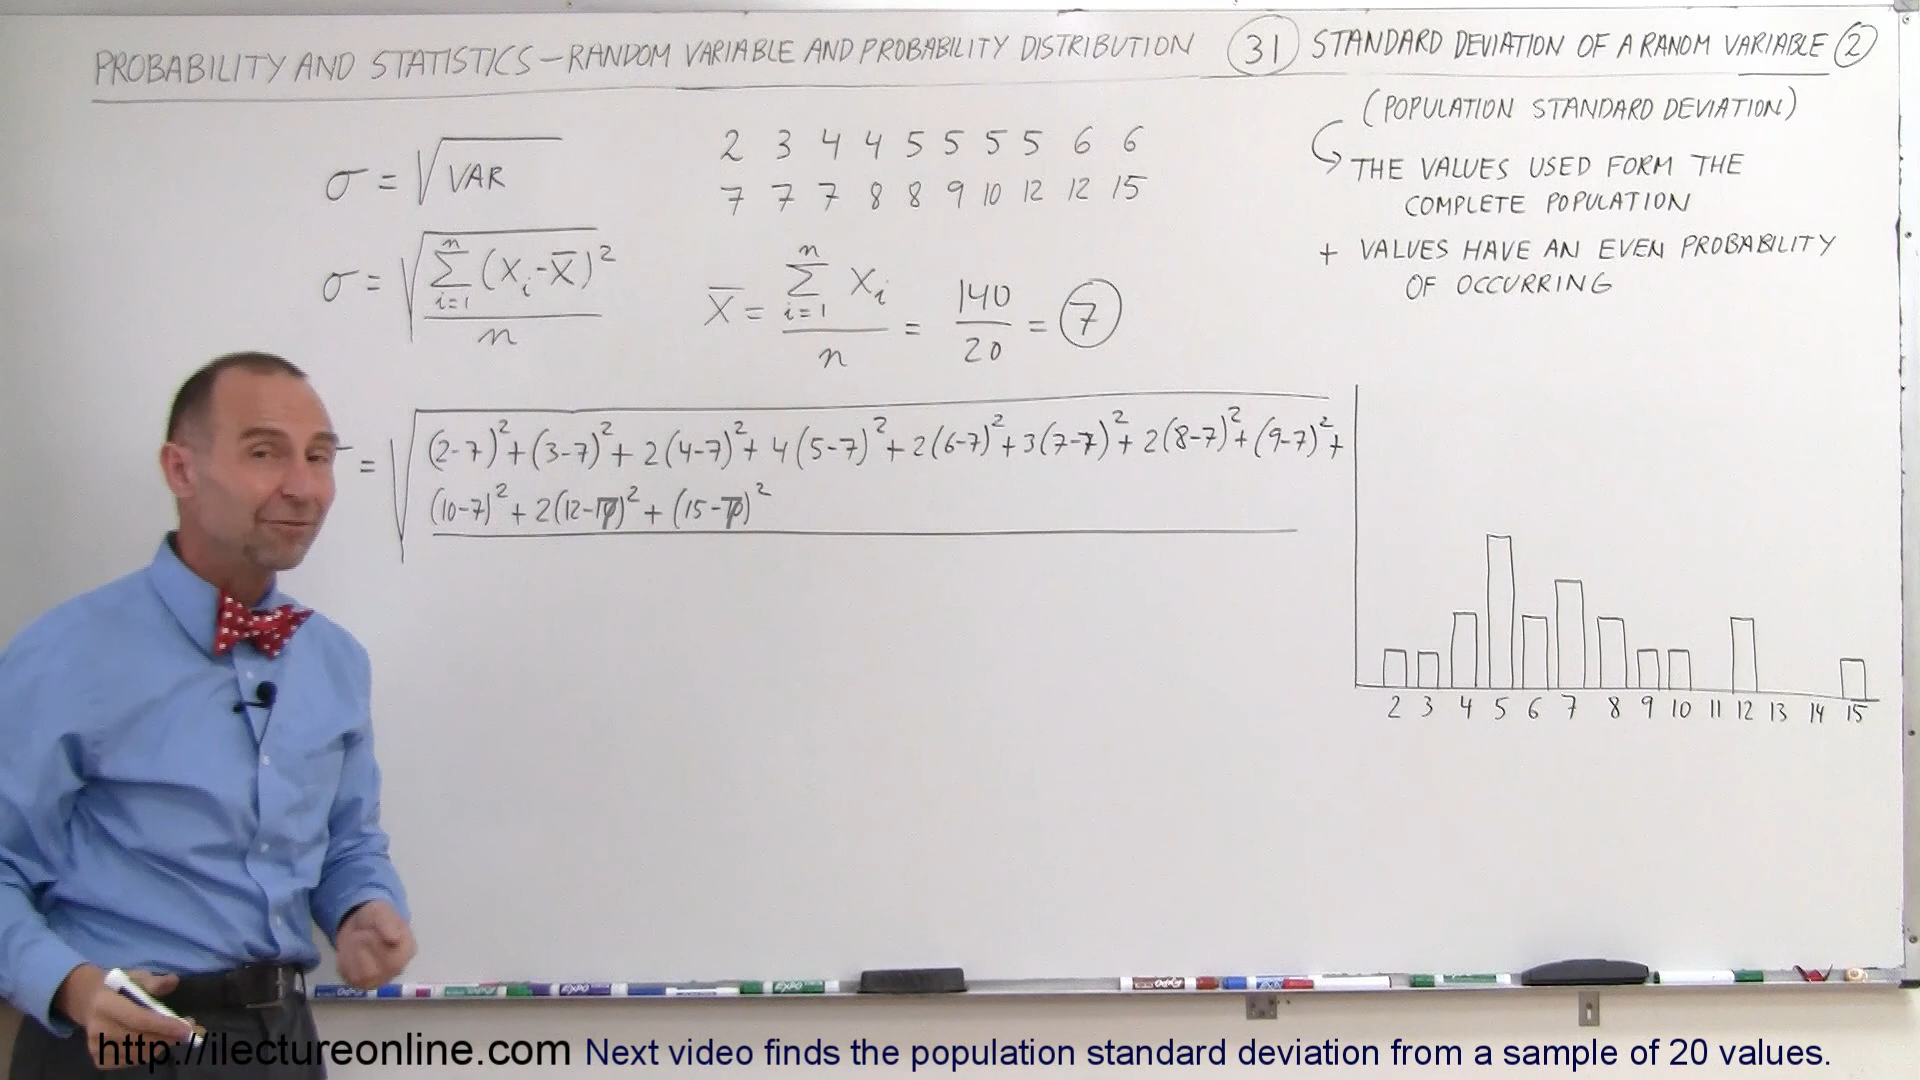 PROBABILITY AND STATISTICS – RANDOM VARIABLE AND PROBABILITY DISTRIBUTION (31) STANDARD DEVIATION OF A RANOM VARIABLE (2)
(POPULATION STANDARD DEVIATION)
THE VALUES USED FORM THE
COMPLETE POPULATION
+ VALUES HAVE AN EVEN PROBABILITY
OF OCCURRING
σ = √VAR
σ = √(∑ i=1 n (Xi - X̄)² / n)
2 3 4 4 5 5 5 5 6 6
7 7 7 8 8 9 10 12 12 15
X̄ = ∑ i=1 n Xi / n = 140 / 20 = 7
= √ (2-7)² + (3-7)² + 2(4-7)² + 4(5-7)² + 2(6-7)² + 3(7-7)² + 2(8-7)² + (9-7)² +
(10-7)² + 2(12-7)² + (15-7)²
2 3 4 5 6 7 8 9 10 11 12 13 14 15
EXPO EXPO
http://ilectureonline.com Next video finds the population standard deviation from a sample of 20 values.